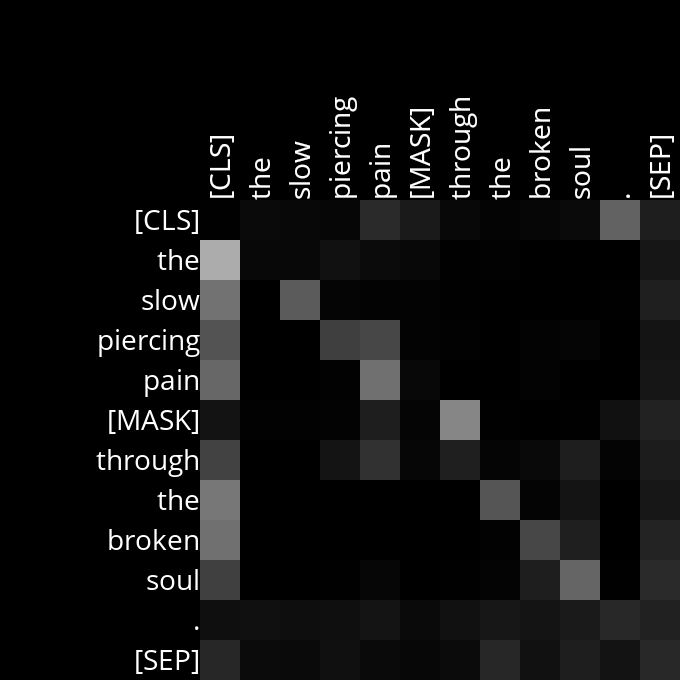 [CLS] the slow piercing pain [MASK] through the broken soul . [SEP]
[CLS]
the
slow
piercing
pain
[MASK]
through
the
broken
soul
.
[SEP]